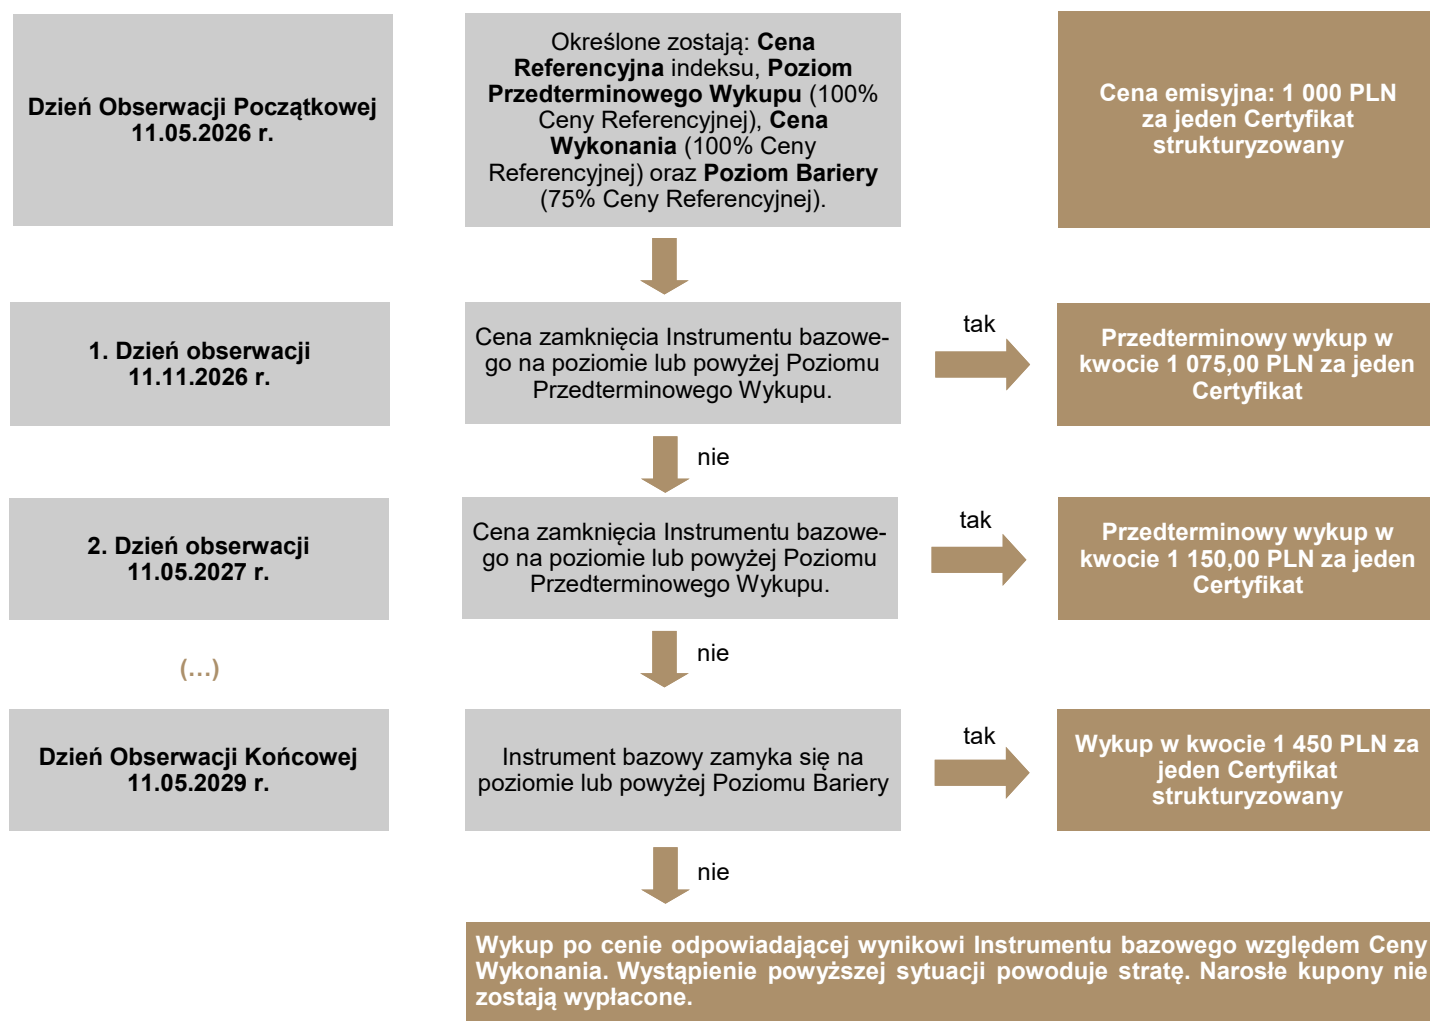 Dzień Obserwacji Początkowej
11.05.2026 r.
Określone zostają: Cena
Referencyjna indeksu, Poziom
Przedterminowego Wykupu (100%
Ceny Referencyjnej), Cena
Wykonania (100% Ceny
Referencyjnej) oraz Poziom Bariery
(75% Ceny Referencyjnej).
Cena emisyjna: 1 000 PLN
za jeden Certyfikat
strukturyzowany
1. Dzień obserwacji
11.11.2026 r.
Cena zamknięcia Instrumentu bazowe-
go na poziomie lub powyżej Poziomu
Przedterminowego Wykupu.
tak
Przedterminowy wykup w
kwocie 1 075,00 PLN za jeden
Certyfikat
nie
2. Dzień obserwacji
11.05.2027 r.
Cena zamknięcia Instrumentu bazowe-
go na poziomie lub powyżej Poziomu
Przedterminowego Wykupu.
tak
Przedterminowy wykup w
kwocie 1 150,00 PLN za jeden
Certyfikat
nie
(…)
Dzień Obserwacji Końcowej
11.05.2029 r.
Instrument bazowy zamyka się na
poziomie lub powyżej Poziomu Bariery
tak
Wykup w kwocie 1 450 PLN za
jeden Certyfikat
strukturyzowany
nie
Wykup po cenie odpowiadającej wynikowi Instrumentu bazowego względem Ceny
Wykonania. Wystąpienie powyższej sytuacji powoduje stratę. Narosłe kupony nie
zostają wypłacone.